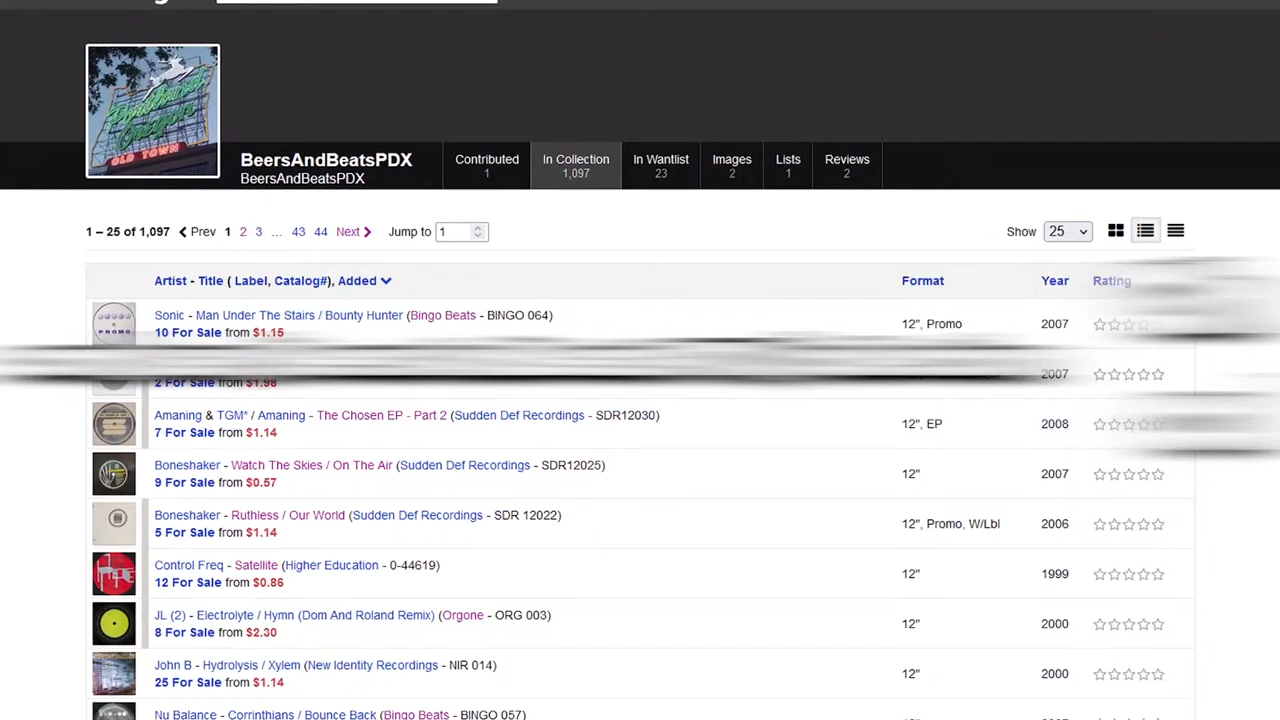 Portland
Oregon
OLD TOWN
BeersAndBeatsPDX
BeersAndBeatsPDX
Contributed
1
In Collection
1,097
In Wantlist
23
Images
2
Lists
1
Reviews
2
1 – 25 of 1,097 Prev 1 2 3 ... 43 44 Next Jump to 1
Show 25
Artist - Title ( Label, Catalog#), Added Format Year Rating
PROMO
Sonic - Man Under The Stairs / Bounty Hunter (Bingo Beats - BINGO 064)
10 For Sale from $1.15
12", Promo 2007
2 For Sale from $1.98
2007
Amaning & TGM* / Amaning - The Chosen EP - Part 2 (Sudden Def Recordings - SDR12030)
7 For Sale from $1.14
12", EP 2008
Boneshaker - Watch The Skies / On The Air (Sudden Def Recordings - SDR12025)
9 For Sale from $0.57
12" 2007
Boneshaker - Ruthless / Our World (Sudden Def Recordings - SDR 12022)
5 For Sale from $1.14
12", Promo, W/Lbl 2006
Control Freq - Satellite (Higher Education - 0-44619)
12 For Sale from $0.86
12" 1999
JL (2) - Electrolyte / Hymn (Dom And Roland Remix) (Orgone - ORG 003)
8 For Sale from $2.30
12" 2000
John B - Hydrolysis / Xylem (New Identity Recordings - NIR 014)
25 For Sale from $1.14
12" 2000
Nu Balance - Corrinthians / Bounce Back (Bingo Beats - BINGO 057)